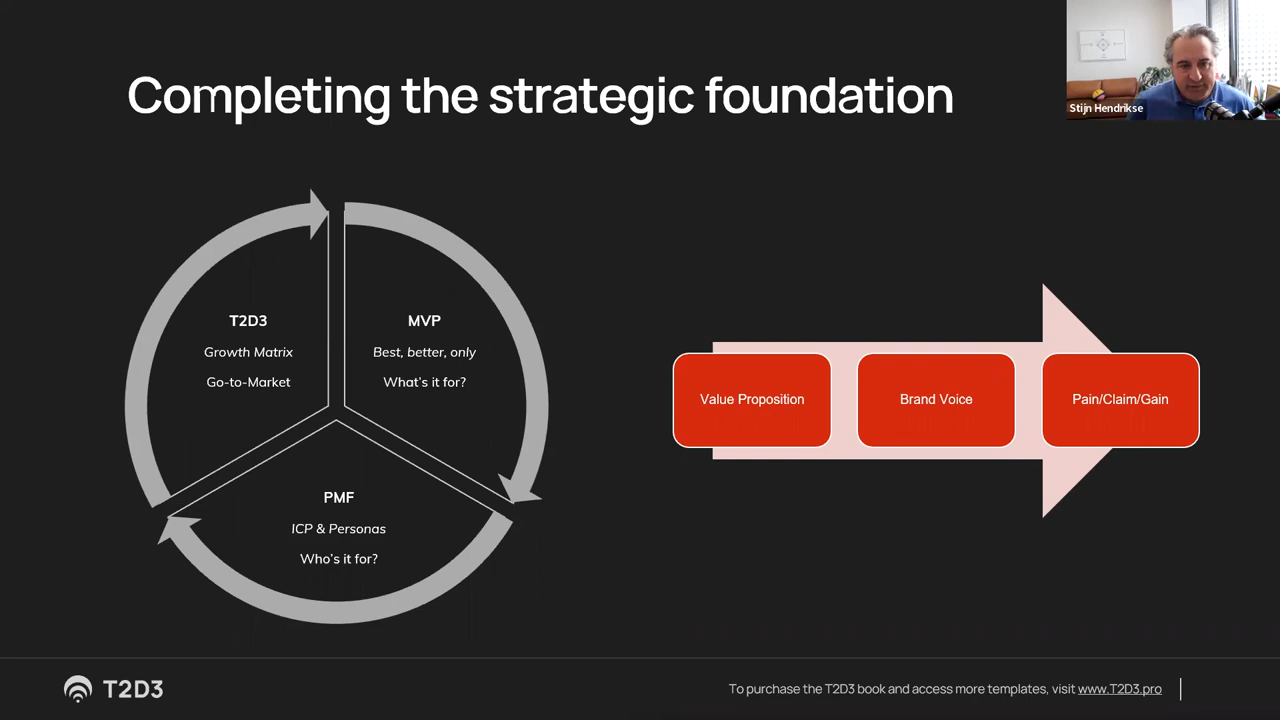 Completing the strategic foundation
Stijn Hendrikse
T2D3
Growth Matrix
Go-to-Market
MVP
Best, better, only
What's it for?
PMF
ICP & Personas
Who's it for?
Value Proposition
Brand Voice
Pain/Claim/Gain
T2D3
To purchase the T2D3 book and access more templates, visit www.T2D3.pro